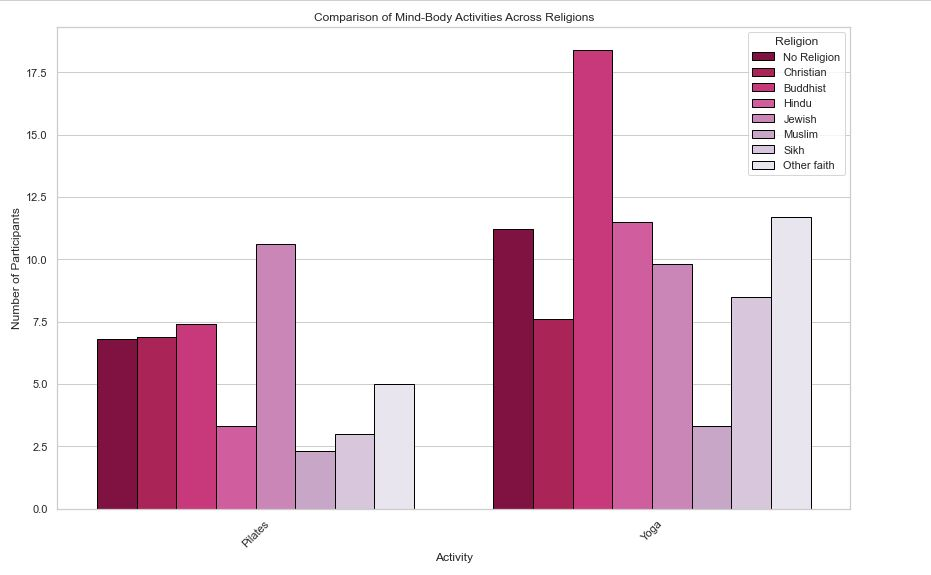 Comparison of Mind-Body Activities Across Religions
Religion
No Religion
Christian
Buddhist
Hindu
Jewish
Muslim
Sikh
Other faith
Number of Participants
17.5
15.0
12.5
10.0
7.5
5.0
2.5
0.0
Pilates
Yoga
Activity